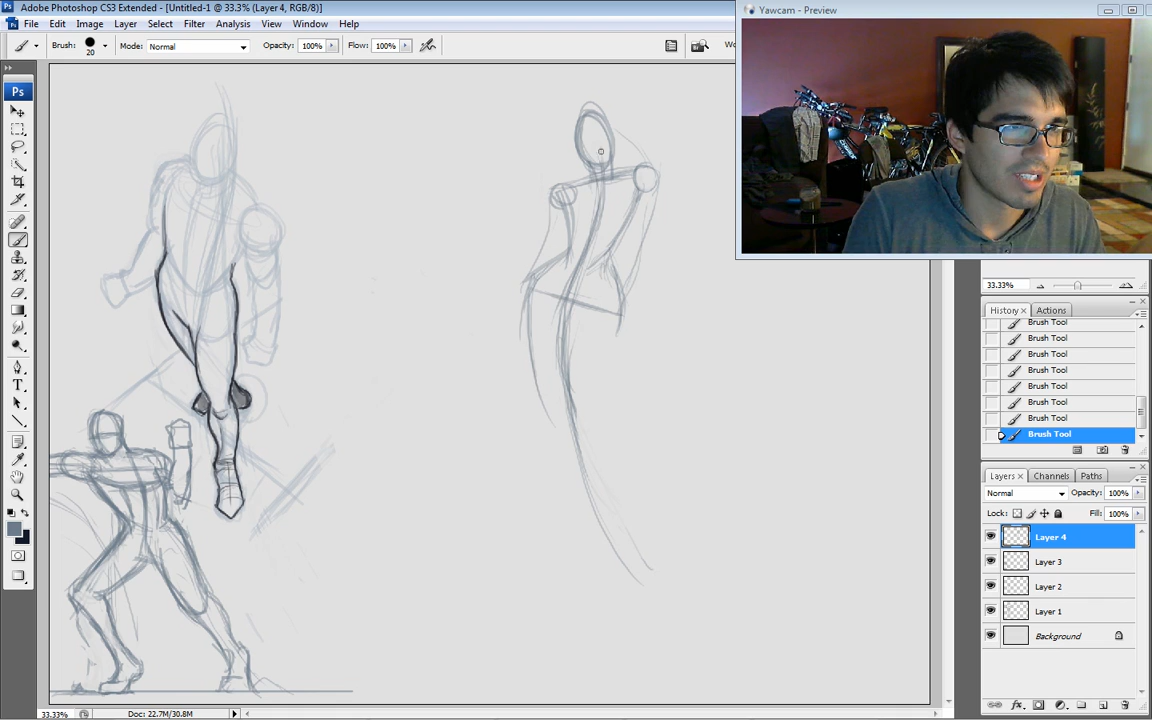 Adobe Photoshop CS3 Extended - [Untitled-1 @ 33.3% (Layer 4, RGB/8)]
File Edit Image Layer Select Filter Analysis View Window Help
Brush: 20 Mode: Normal Opacity: 100% Flow: 100% Wo
Yawcam - Preview
Ps
T
33.33%
History x Actions
Brush Tool
Brush Tool
Brush Tool
Brush Tool
Brush Tool
Brush Tool
Brush Tool
Brush Tool
Layers x Channels Paths
Normal Opacity: 100%
Lock: Fill: 100%
Layer 4
Layer 3
Layer 2
Layer 1
Background
fx
33.33% Doc: 22.7M/30.8M